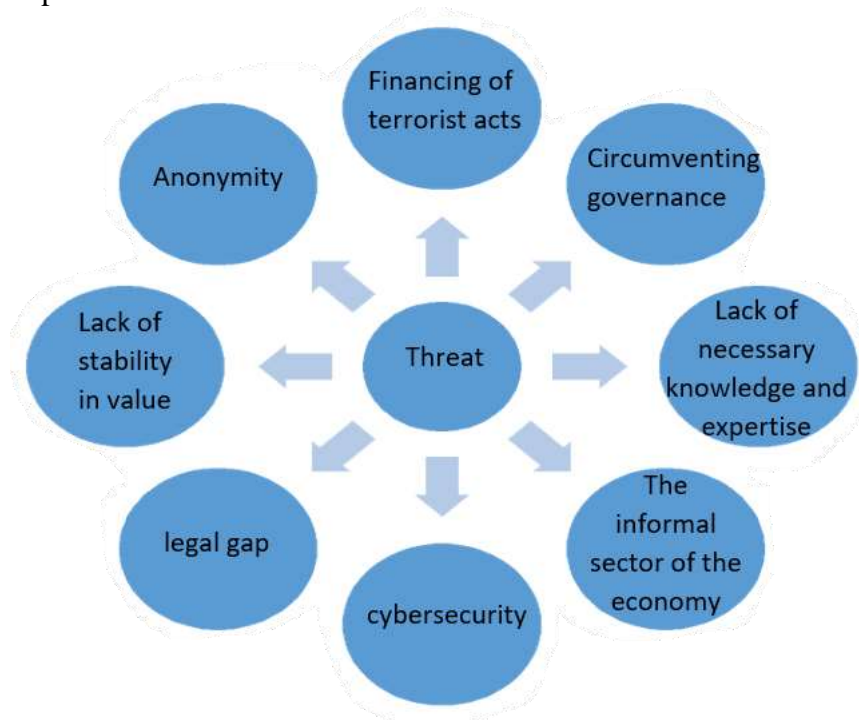 Financing of
terrorist acts
Circumventing
governance
Lack of
necessary
knowledge and
expertise
The
informal
sector of the
economy
cybersecurity
legal gap
Lack of
stability
in value
Anonymity
Threat